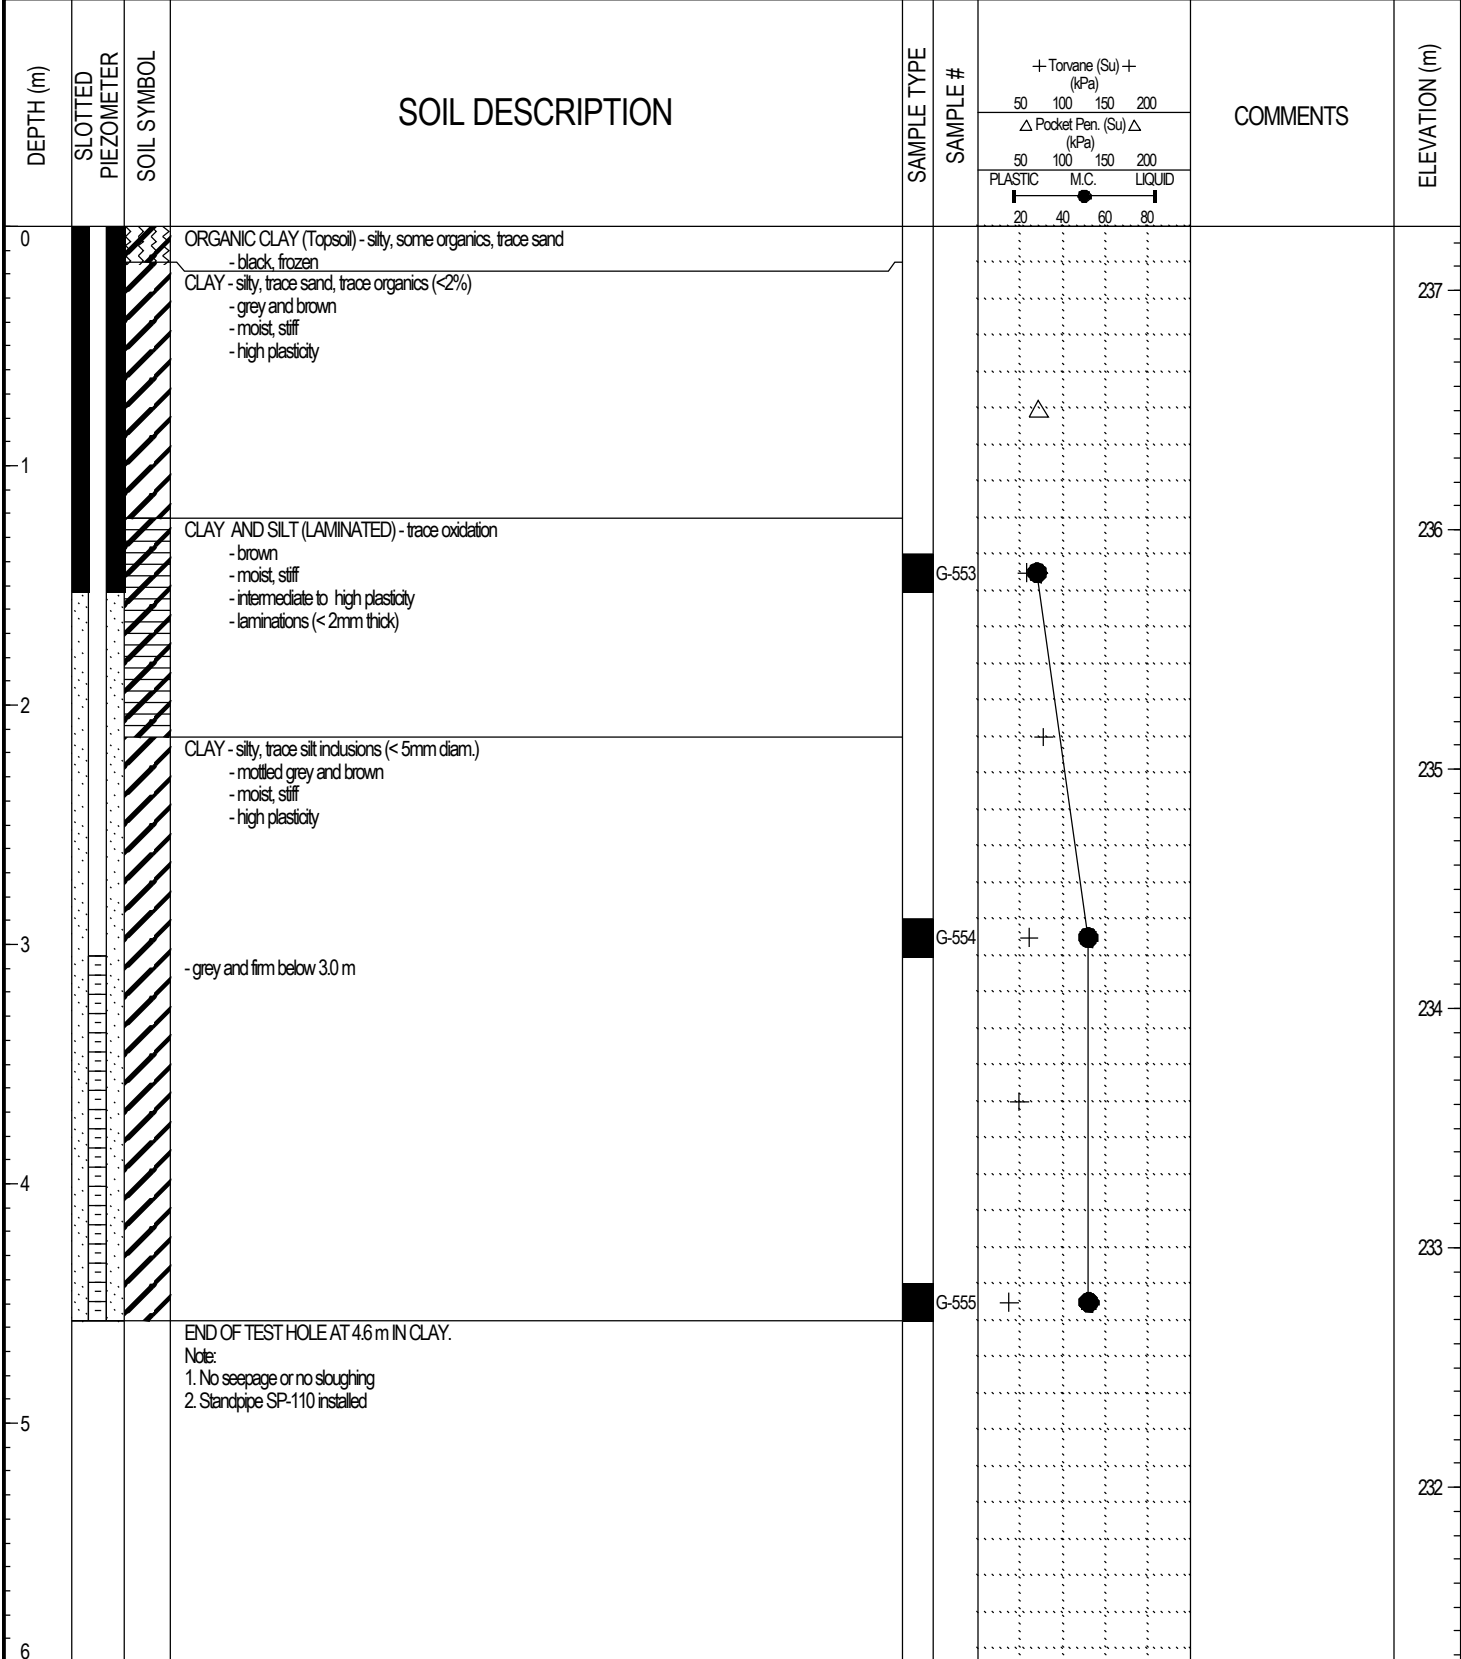 DEPTH (m)
SLOTTED
PIEZOMETER
SOIL SYMBOL
SOIL DESCRIPTION
SAMPLE TYPE
SAMPLE #
+ Torvane (Su) +
(kPa)
50 100 150 200
△ Pocket Pen. (Su) △
(kPa)
50 100 150 200
PLASTIC M.C. LIQUID
20 40 60 80
COMMENTS
ELEVATION (m)
0
ORGANIC CLAY (Topsoil) - silty, some organics, trace sand
- black, frozen
CLAY - silty, trace sand, trace organics (<2%)
237
- grey and brown
- moist, stiff
- high plasticity
1
CLAY AND SILT (LAMINATED) - trace oxidation
236
- brown
- moist, stiff
G-553
- intermediate to high plasticity
- laminations (< 2mm thick)
2
CLAY - silty, trace silt inclusions (< 5mm diam.)
- mottled grey and brown
235
- moist, stiff
- high plasticity
G-554
3
- grey and firm below 3.0 m
234
4
233
G-555
END OF TEST HOLE AT 4.6 m IN CLAY.
Note:
1. No seepage or no sloughing
2. Standpipe SP-110 installed
5
232
6